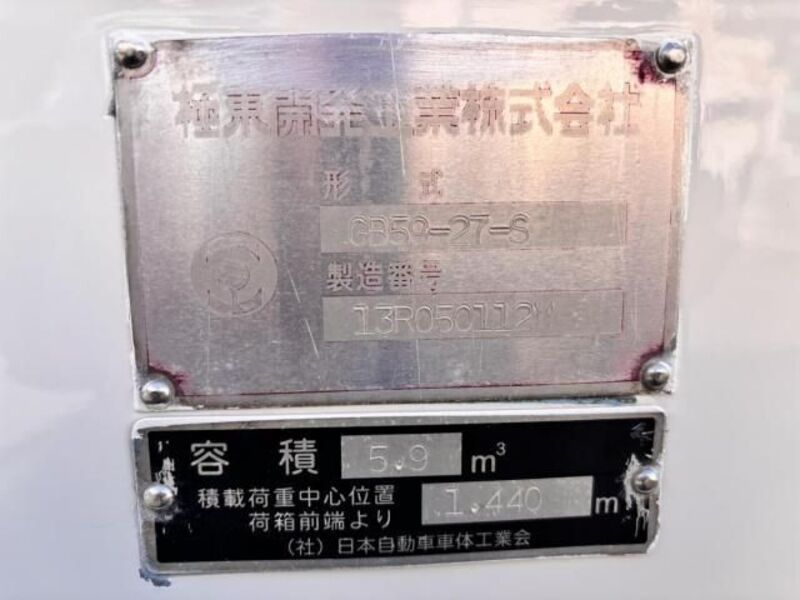 極東開発工業株式会社
形 式
GB59-27-S
製造番号
13R050112W
容 積 5.9 m³
積載荷重中心位置
荷箱前端より 1.440 m
(社)日本自動車車体工業会